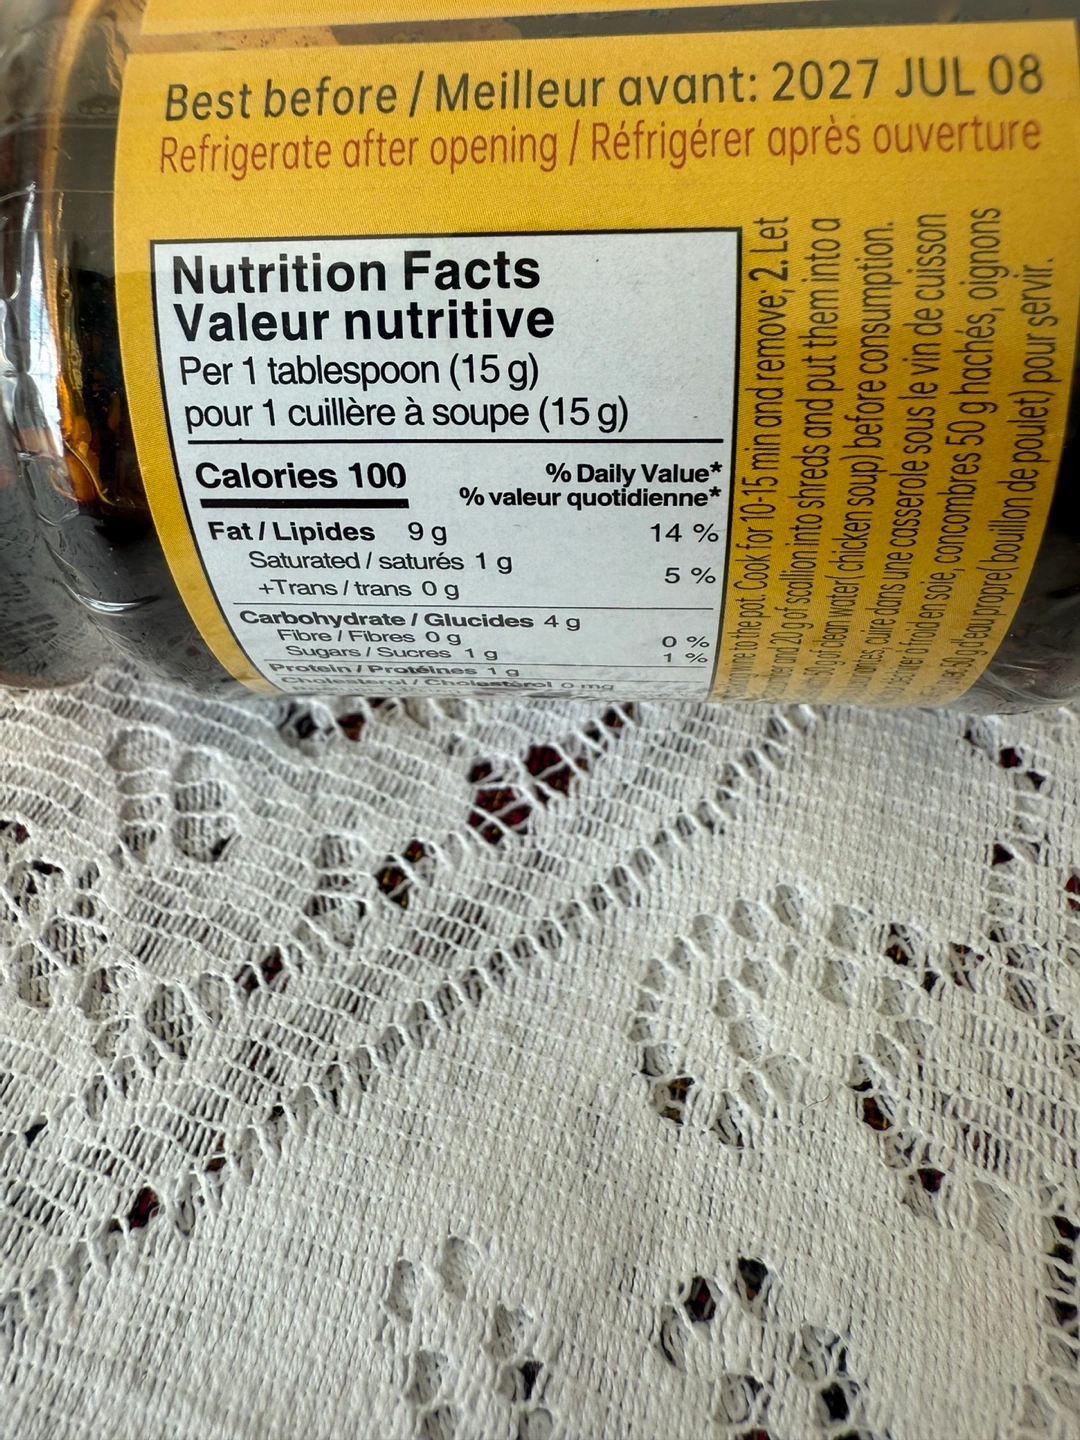 Best before / Meilleur avant: 2027 JUL 08
Refrigerate after opening / Réfrigérer après ouverture
Nutrition Facts
Valeur nutritive
Per 1 tablespoon (15 g)
pour 1 cuillère à soupe (15 g)
Calories 100
% Daily Value*
% valeur quotidienne*
Fat / Lipides 9 g 14 %
Saturated / saturés 1 g
+Trans / trans 0 g
5 %
Carbohydrate / Glucides 4 g
Fibre / Fibres 0 g 0 %
Sugars / Sucres 1 g 1 %
Protein / Protéines 1 g
Cholesterol / Cholestérol 0 mg
to the pot. Cook for 10-15 min and remove; 2. Let
and 20 g of scallion into shreds and put them into a
g of clean water( chicken soup) before consumption.
cuire dans une casserole sous le vin de cuisson
à froid en soie, concombres 50 g hachés, oignons
50 g d'eau propre( bouillon de poulet) pour servir.